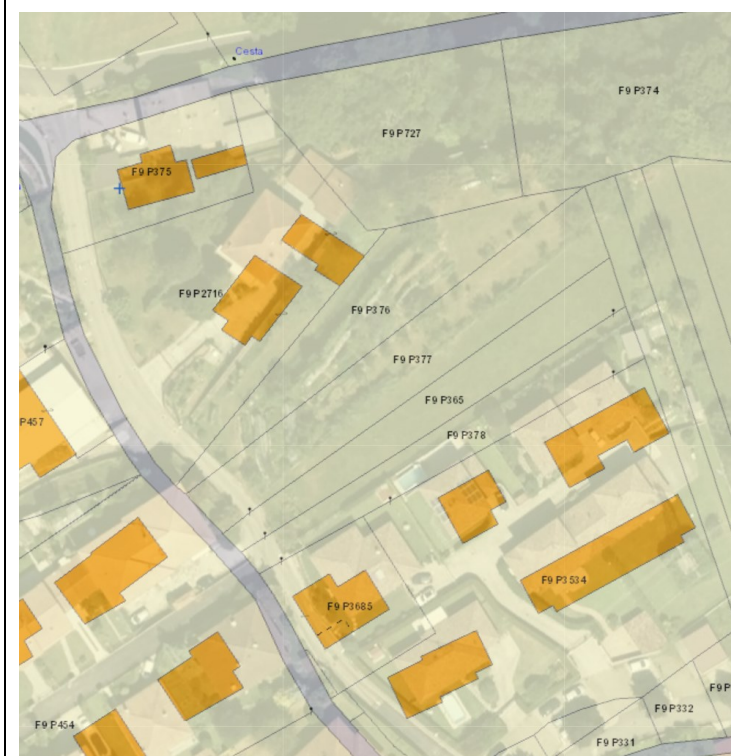 Cesta
F9 P374
F9 P727
F9 P375
F9 P2716
F9 P376
F9 P377
F9 P365
P457
F9 P378
F9 P3534
F9 P3685
F9 P
F9 P332
F9 P454
F9 P331